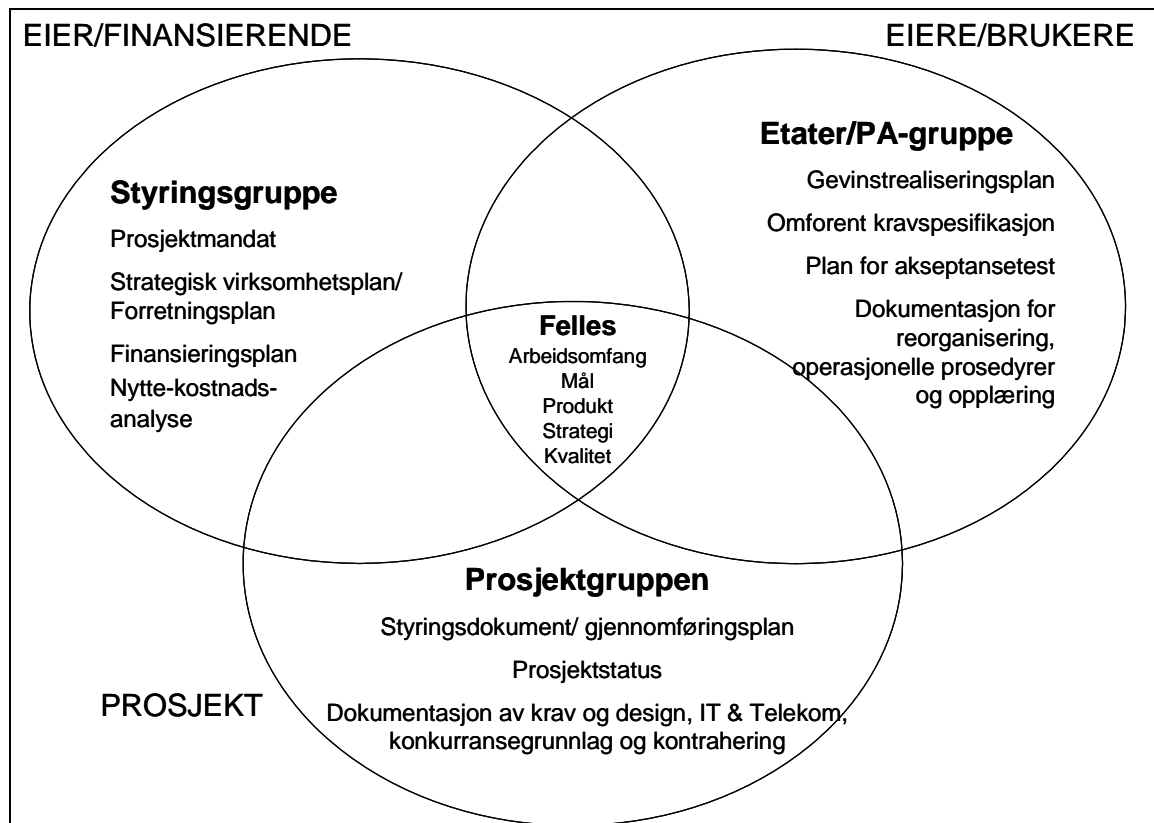 EIER/FINANSIERENDE
EIERE/BRUKERE
Styringsgruppe
Prosjektmandat
Strategisk virksomhetsplan/
Forretningsplan
Finansieringsplan
Nytte-kostnads-
analyse
Etater/PA-gruppe
Gevinstrealiseringsplan
Omforent kravspesifikasjon
Plan for akseptansetest
Dokumentasjon for
reorganisering,
operasjonelle prosedyrer
og opplæring
Felles
Arbeidsomfang
Mål
Produkt
Strategi
Kvalitet
Prosjektgruppen
Styringsdokument/ gjennomføringsplan
Prosjektstatus
Dokumentasjon av krav og design, IT & Telekom,
konkurransegrunnlag og kontrahering
PROSJEKT